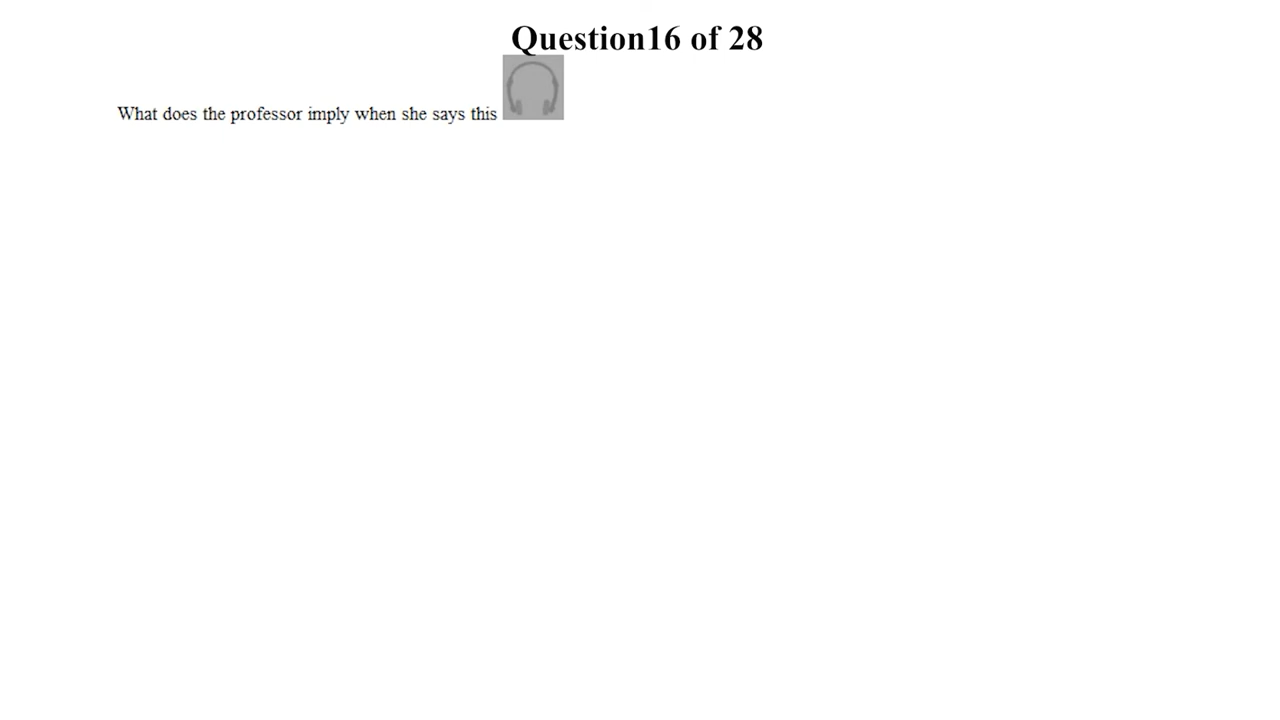 Question16 of 28
What does the professor imply when she says this